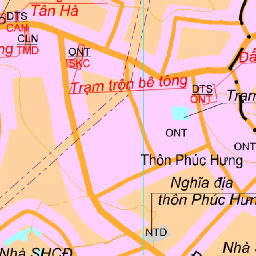 Tân Hà
DTS
CAN
CLN
TMD
ONT
SKC
Trạm trộn bê tông
DTS
ONT
Trạm
ONT
ONT
Thôn Phúc Hưng
Nghĩa địa
thôn Phúc Hưn
NTD
Nhà SHCĐ
Nhà